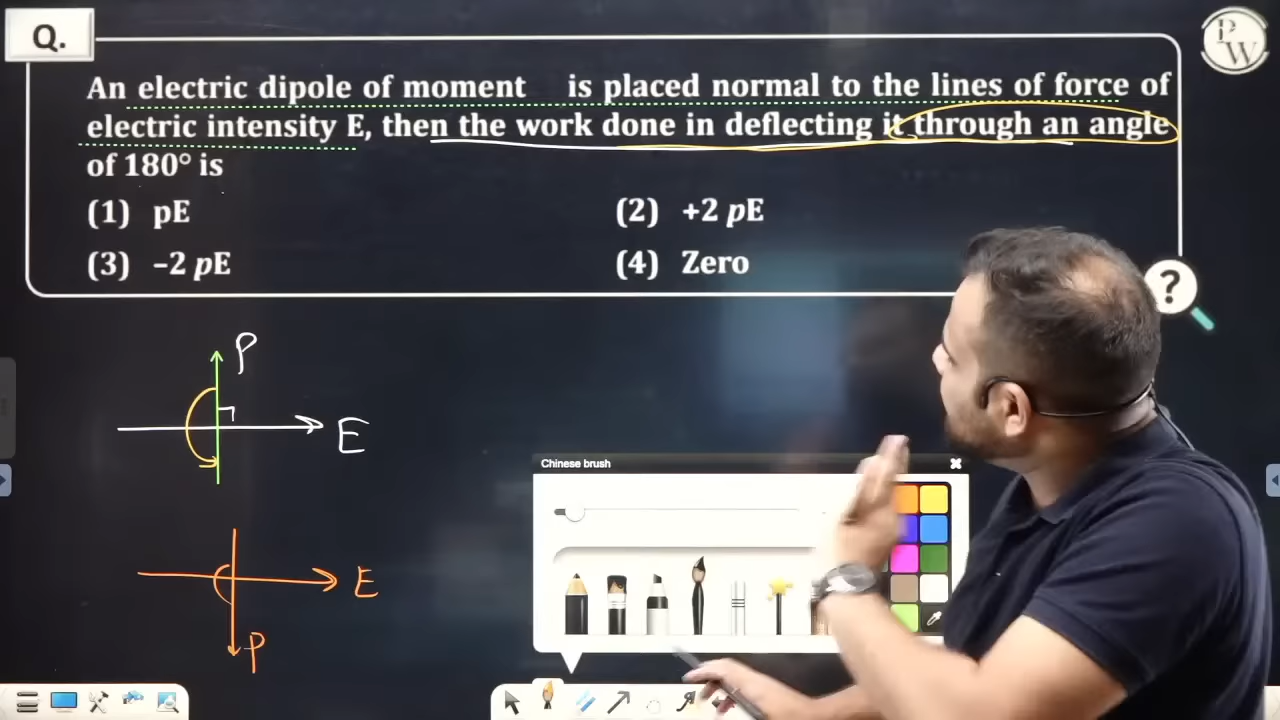 Q.
P
W
An electric dipole of moment is placed normal to the lines of force of
electric intensity E, then the work done in deflecting it through an angle
of 180° is
(1) pE
(2) +2 pE
(3) −2 pE
(4) Zero
?
P
E
E
P
Chinese brush